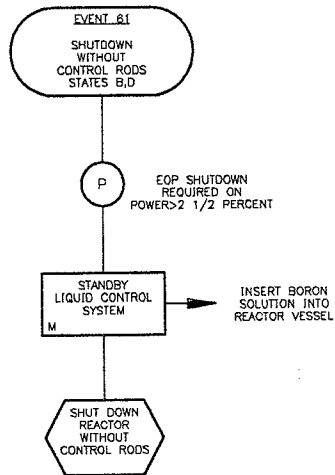 EVENT 61
SHUTDOWN
WITHOUT
CONTROL RODS
STATES B,D
P
EOP SHUTDOWN
REQUIRED ON
POWER>2 1/2 PERCENT
STANDBY
LIQUID CONTROL
SYSTEM
M
INSERT BORON
SOLUTION INTO
REACTOR VESSEL
SHUT DOWN
REACTOR
WITHOUT
CONTROL RODS